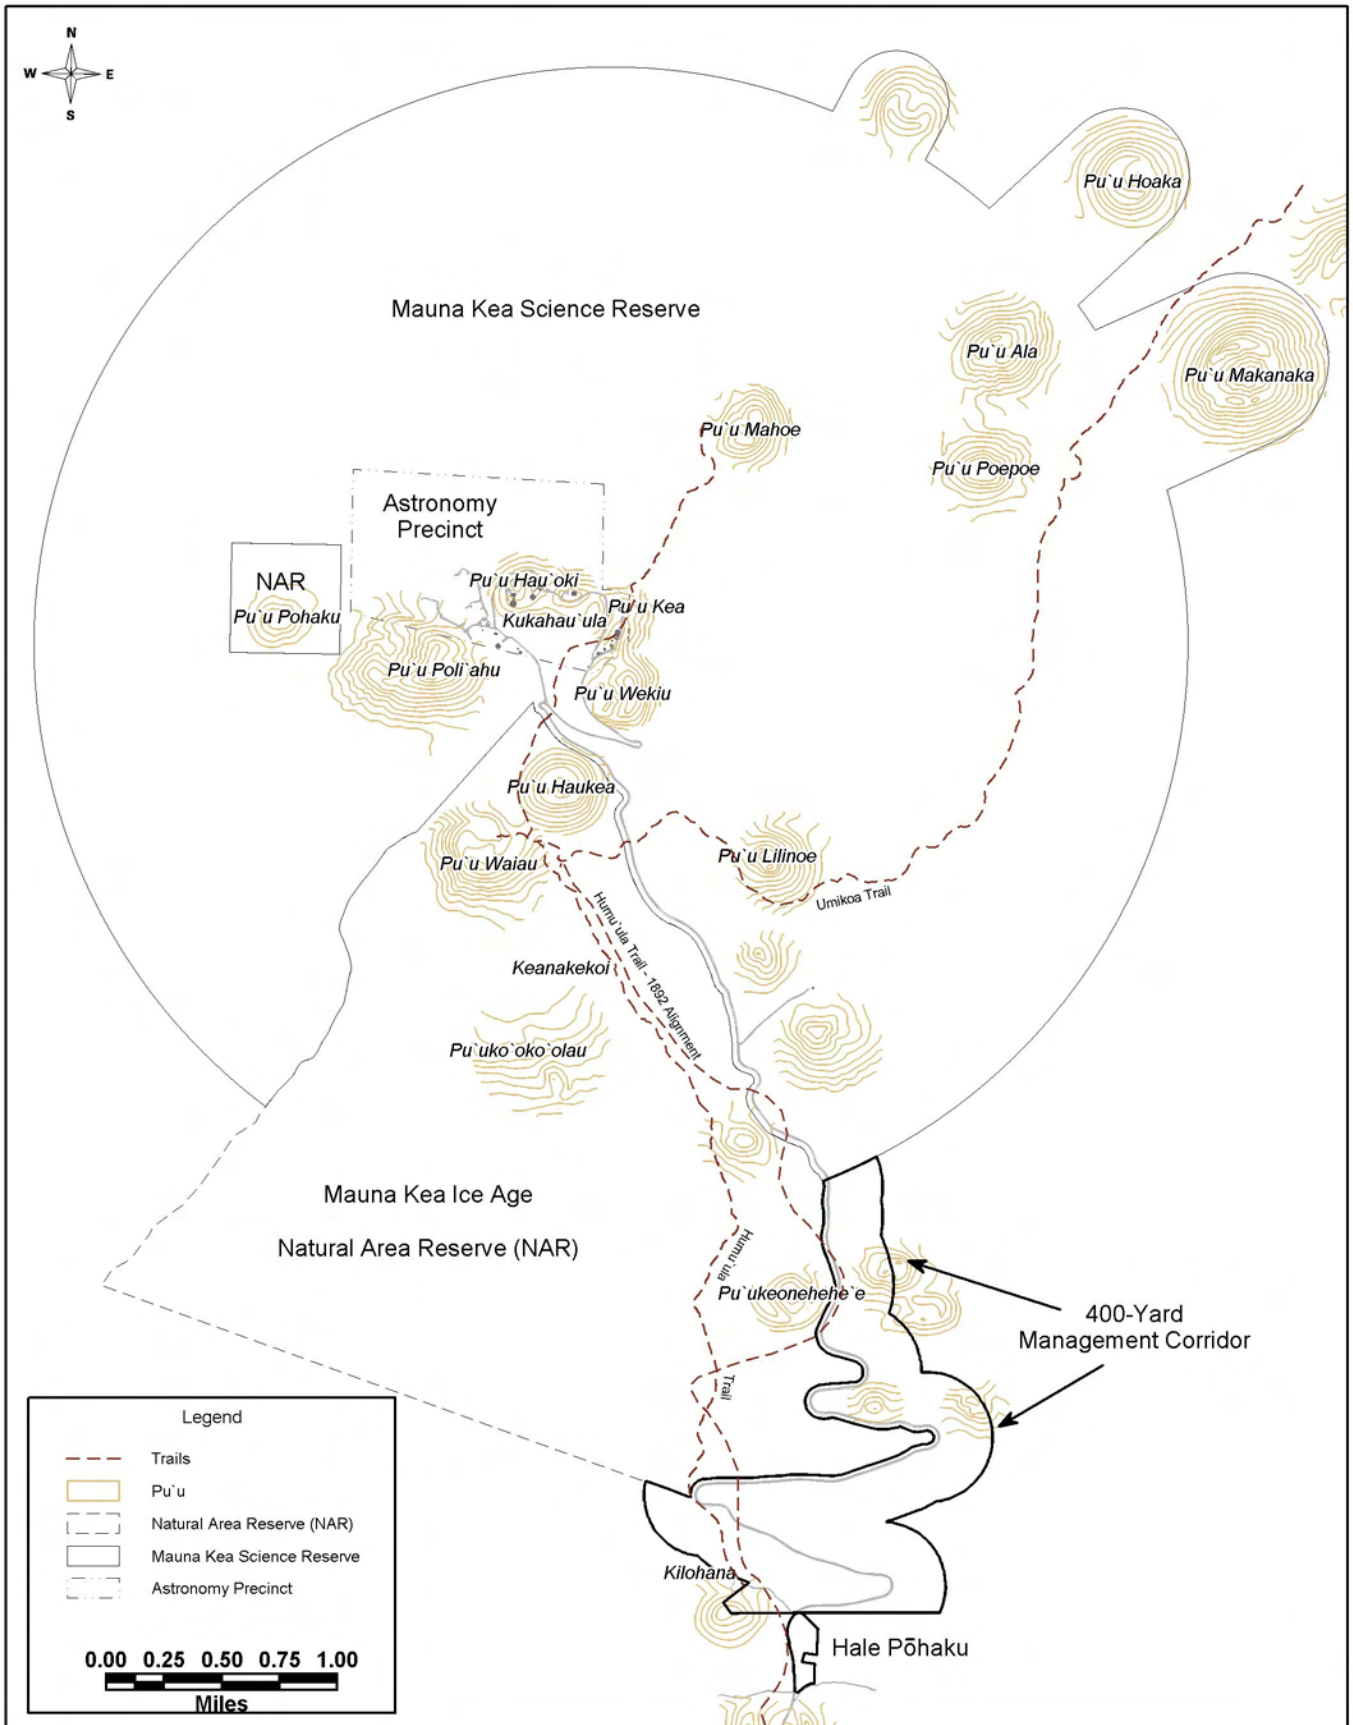 N
W E
S
Pu`u Hoaka
Mauna Kea Science Reserve
Pu`u Ala
Pu`u Makanaka
Pu`u Mahoe
Pu`u Poepoe
Astronomy
Precinct
NAR
Pu`u Hau`oki
Pu`u Kea
Pu`u Pohaku
Kukahau`ula
Pu`u Poli`ahu
Pu`u Wekiu
Pu`u Haukea
Pu`u Waiau
Pu`u Lilinoe
Umikoa Trail
Humu`ula Trail - 1892 Alignment
Keanakekoi
Pu`uko`oko`olau
Mauna Kea Ice Age
Natural Area Reserve (NAR)
Humu`ula
Trail
Pu`ukeonehehe`e
400-Yard
Management Corridor
Kilohana
Hale Pōhaku
Legend
Trails
Pu`u
Natural Area Reserve (NAR)
Mauna Kea Science Reserve
Astronomy Precinct
0.00 0.25 0.50 0.75 1.00
Miles